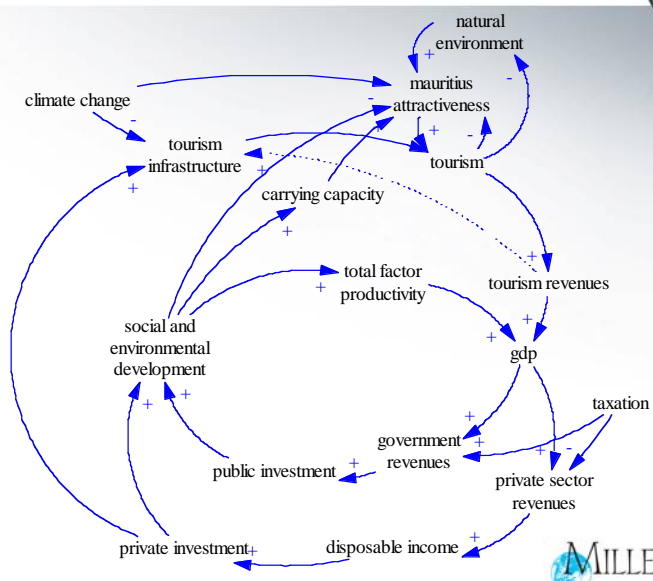 natural
environment
mauritius
attractiveness
climate change
tourism
infrastructure
tourism
carrying capacity
total factor
productivity
tourism revenues
social and
environmental
development
gdp
taxation
government
revenues
public investment
private sector
revenues
private investment
disposable income
MILLE